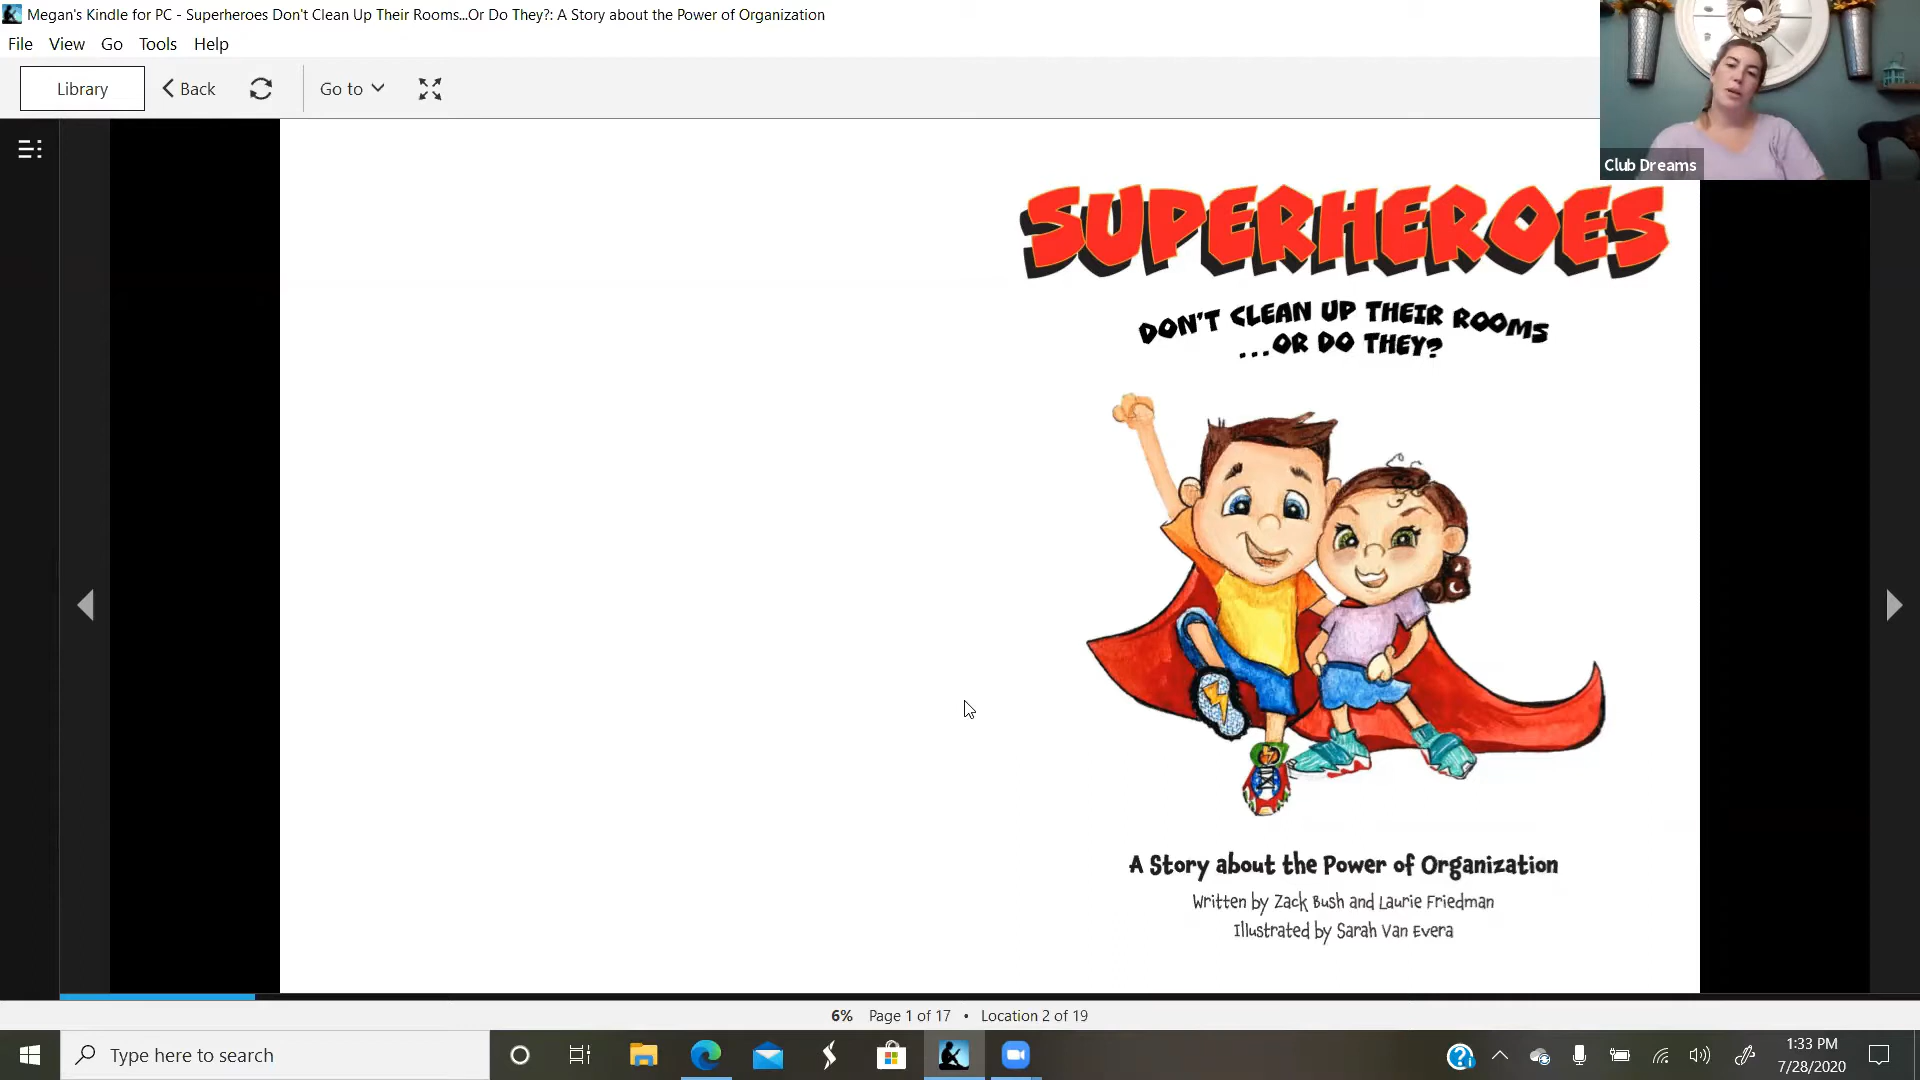 Megan's Kindle for PC - Superheroes Don't Clean Up Their Rooms...Or Do They?: A Story about the Power of Organization
File View Go Tools Help
Library Back Go to
Club Dreams
SUPERHEROES
DON'T CLEAN UP THEIR ROOMS
...OR DO THEY?
A Story about the Power of Organization
Written by Zack Bush and Laurie Friedman
Illustrated by Sarah Van Evera
6% Page 1 of 17 • Location 2 of 19
Type here to search
1:33 PM
7/28/2020